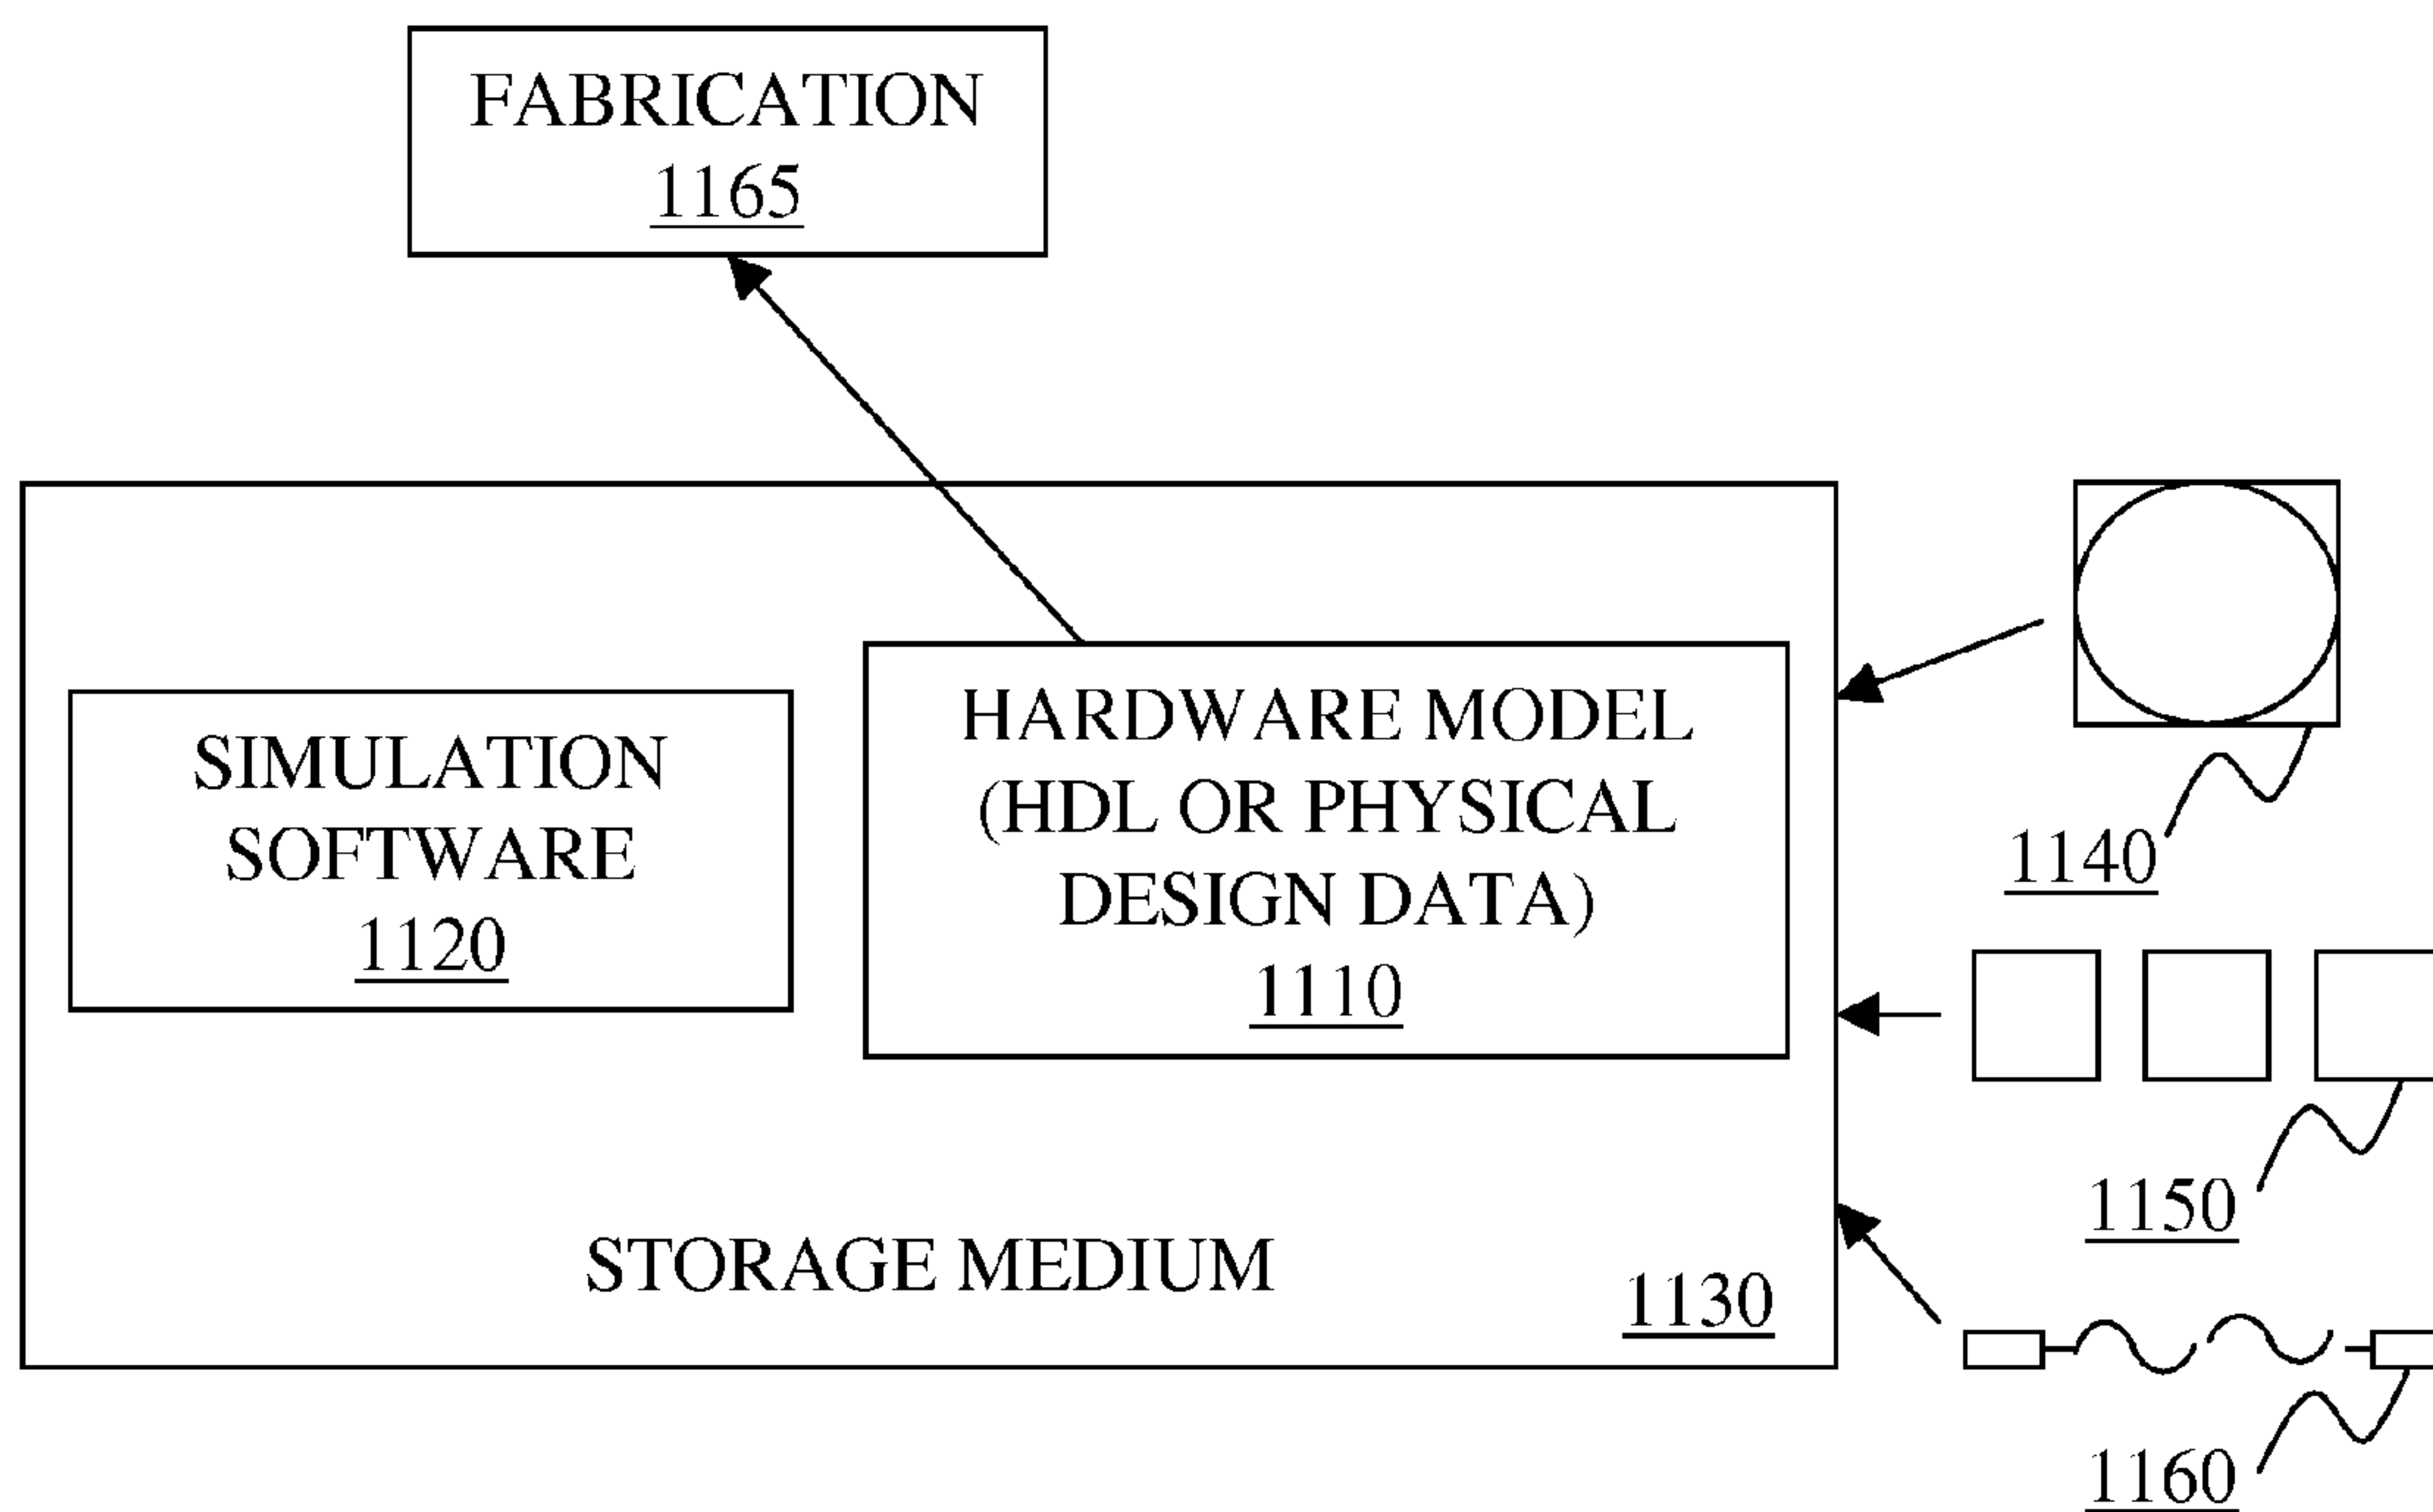 FABRICATION
1165
SIMULATION
SOFTWARE
1120
HARDWARE MODEL
(HDL OR PHYSICAL
DESIGN DATA)
1110
STORAGE MEDIUM
1130
1140
1150
1160